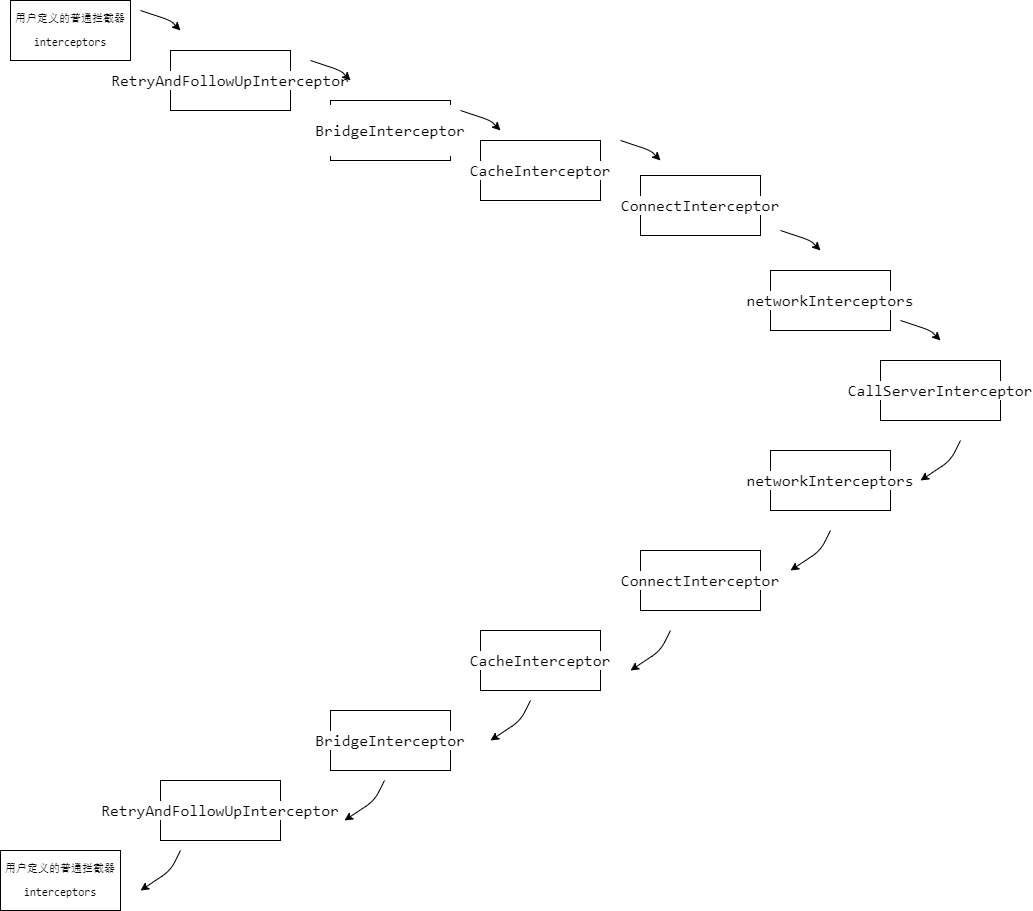 用户定义的普通拦截器
interceptors
RetryAndFollowUpInterceptor
BridgeInterceptor
CacheInterceptor
ConnectInterceptor
networkInterceptors
CallServerInterceptor
networkInterceptors
ConnectInterceptor
CacheInterceptor
BridgeInterceptor
RetryAndFollowUpInterceptor
用户定义的普通拦截器
interceptors